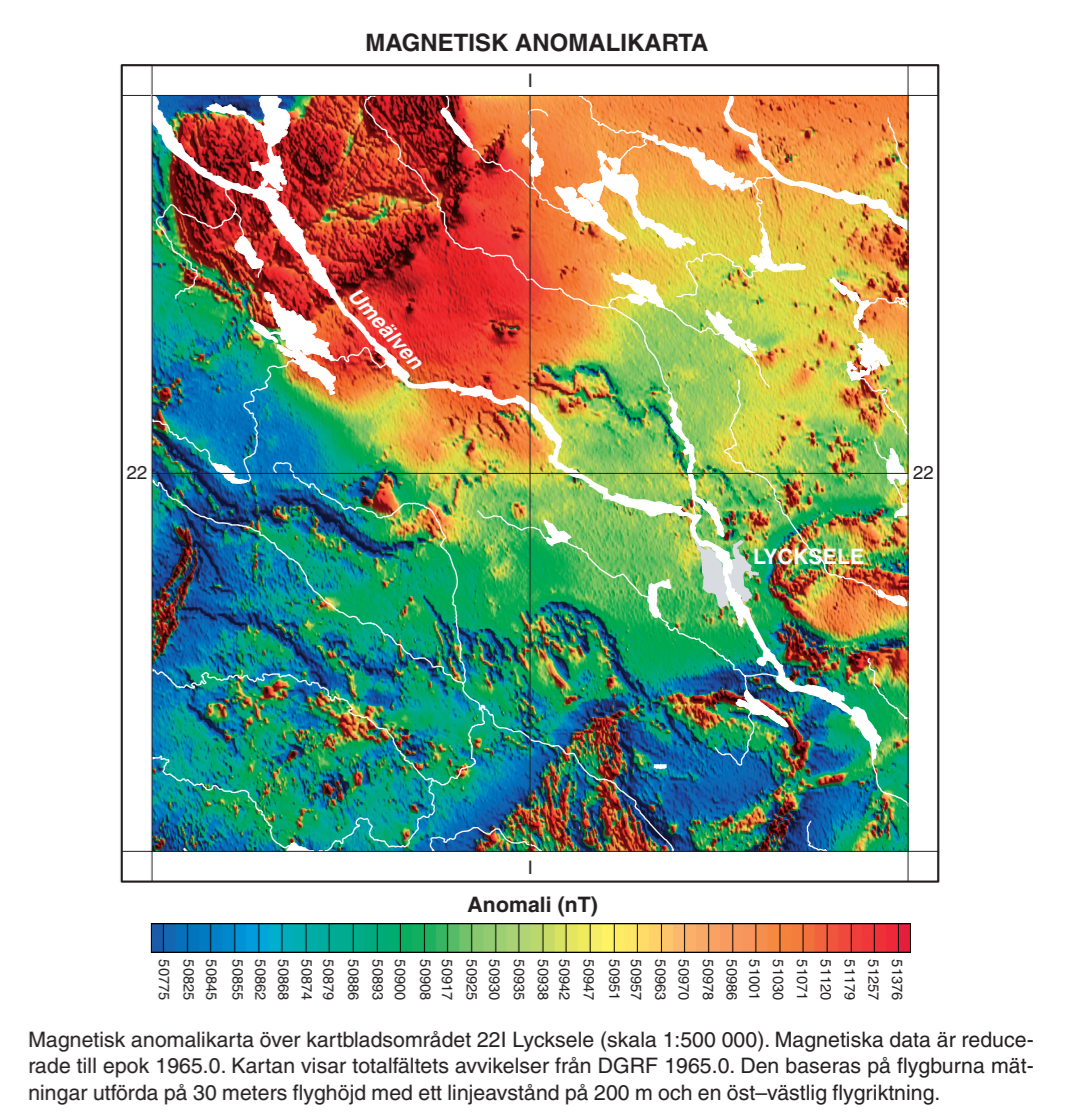 MAGNETISK ANOMALIKARTA
I
Umeälven
22
22
LYCKSELE
I
Anomali (nT)
50775 50825 50845 50855 50862 50868 50874 50879 50886 50893 50900 50908 50917 50925 50930 50935 50938 50942 50947 50951 50957 50963 50970 50978 50986 51001 51030 51071 51120 51179 51257 51376
Magnetisk anomalikarta över kartbladsområdet 22I Lycksele (skala 1:500 000). Magnetiska data är reduce-
rade till epok 1965.0. Kartan visar totalfältets avvikelser från DGRF 1965.0. Den baseras på flygburna mät-
ningar utförda på 30 meters flyghöjd med ett linjeavstånd på 200 m och en öst–västlig flygriktning.